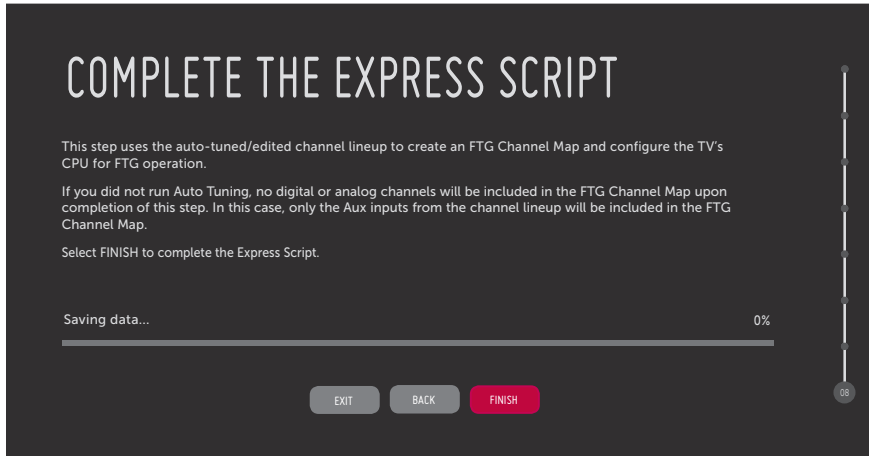 COMPLETE THE EXPRESS SCRIPT
This step uses the auto-tuned/edited channel lineup to create an FTG Channel Map and configure the TV's
CPU for FTG operation.
If you did not run Auto Tuning, no digital or analog channels will be included in the FTG Channel Map upon
completion of this step. In this case, only the Aux inputs from the channel lineup will be included in the FTG
Channel Map.
Select FINISH to complete the Express Script.
Saving data... 0%
EXIT BACK FINISH
08